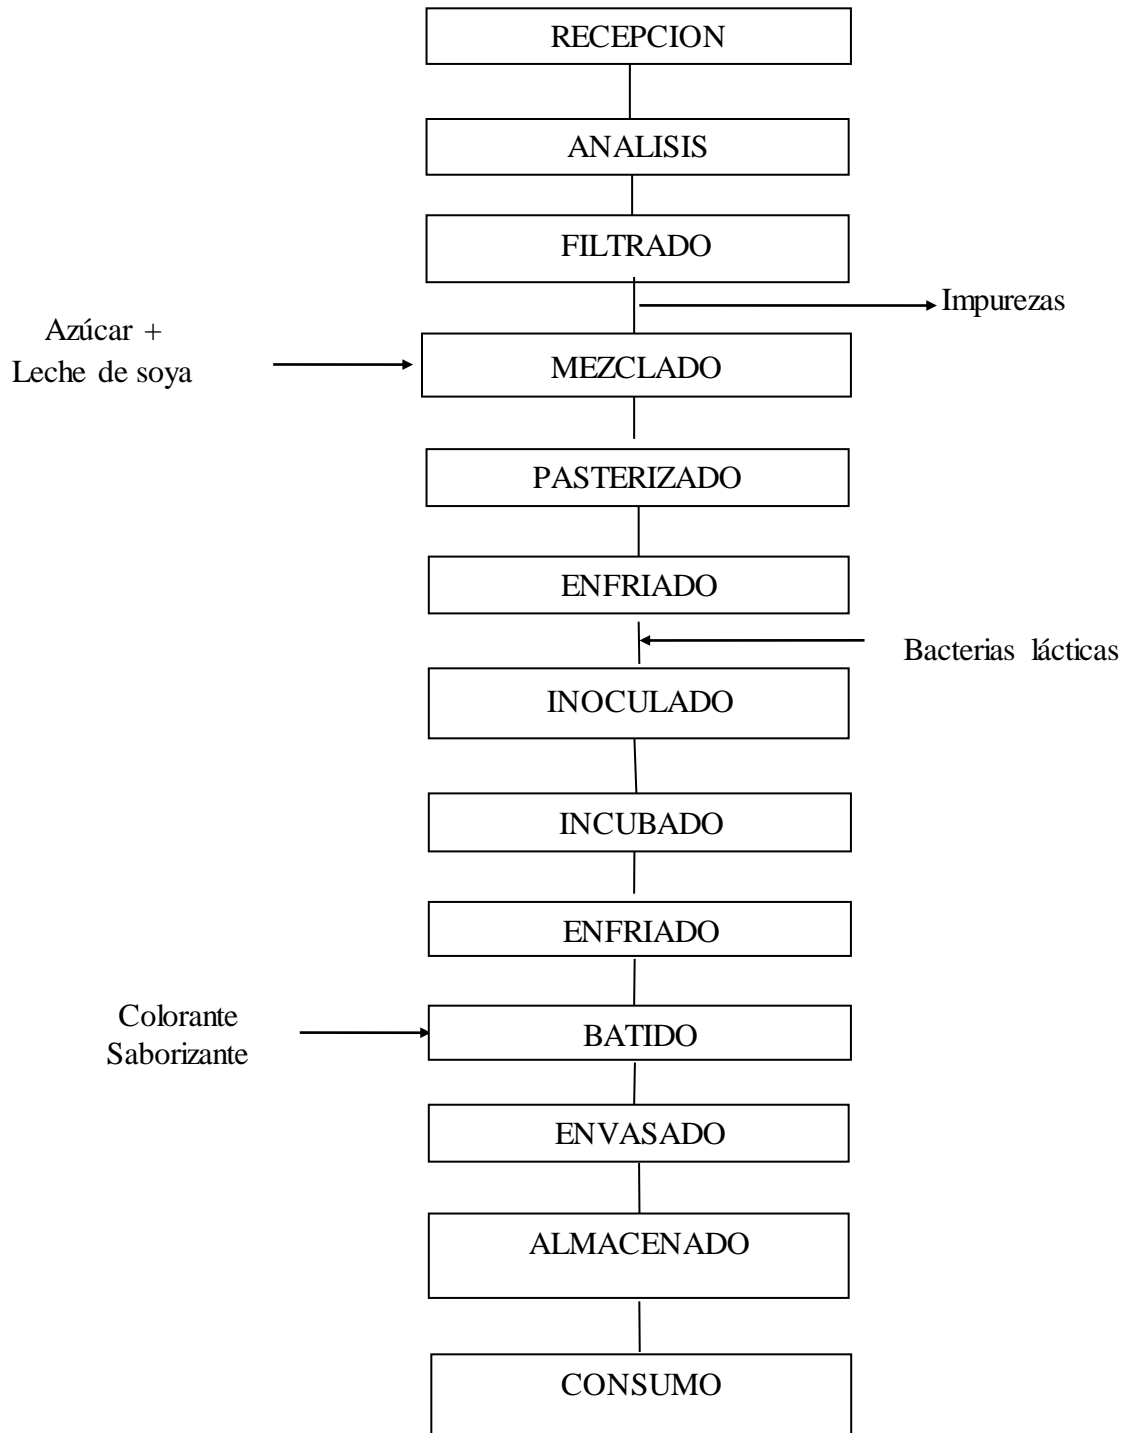 RECEPCION
ANALISIS
FILTRADO
Impurezas
Azúcar +
Leche de soya
MEZCLADO
PASTERIZADO
ENFRIADO
Bacterias lácticas
INOCULADO
INCUBADO
ENFRIADO
Colorante
Saborizante
BATIDO
ENVASADO
ALMACENADO
CONSUMO